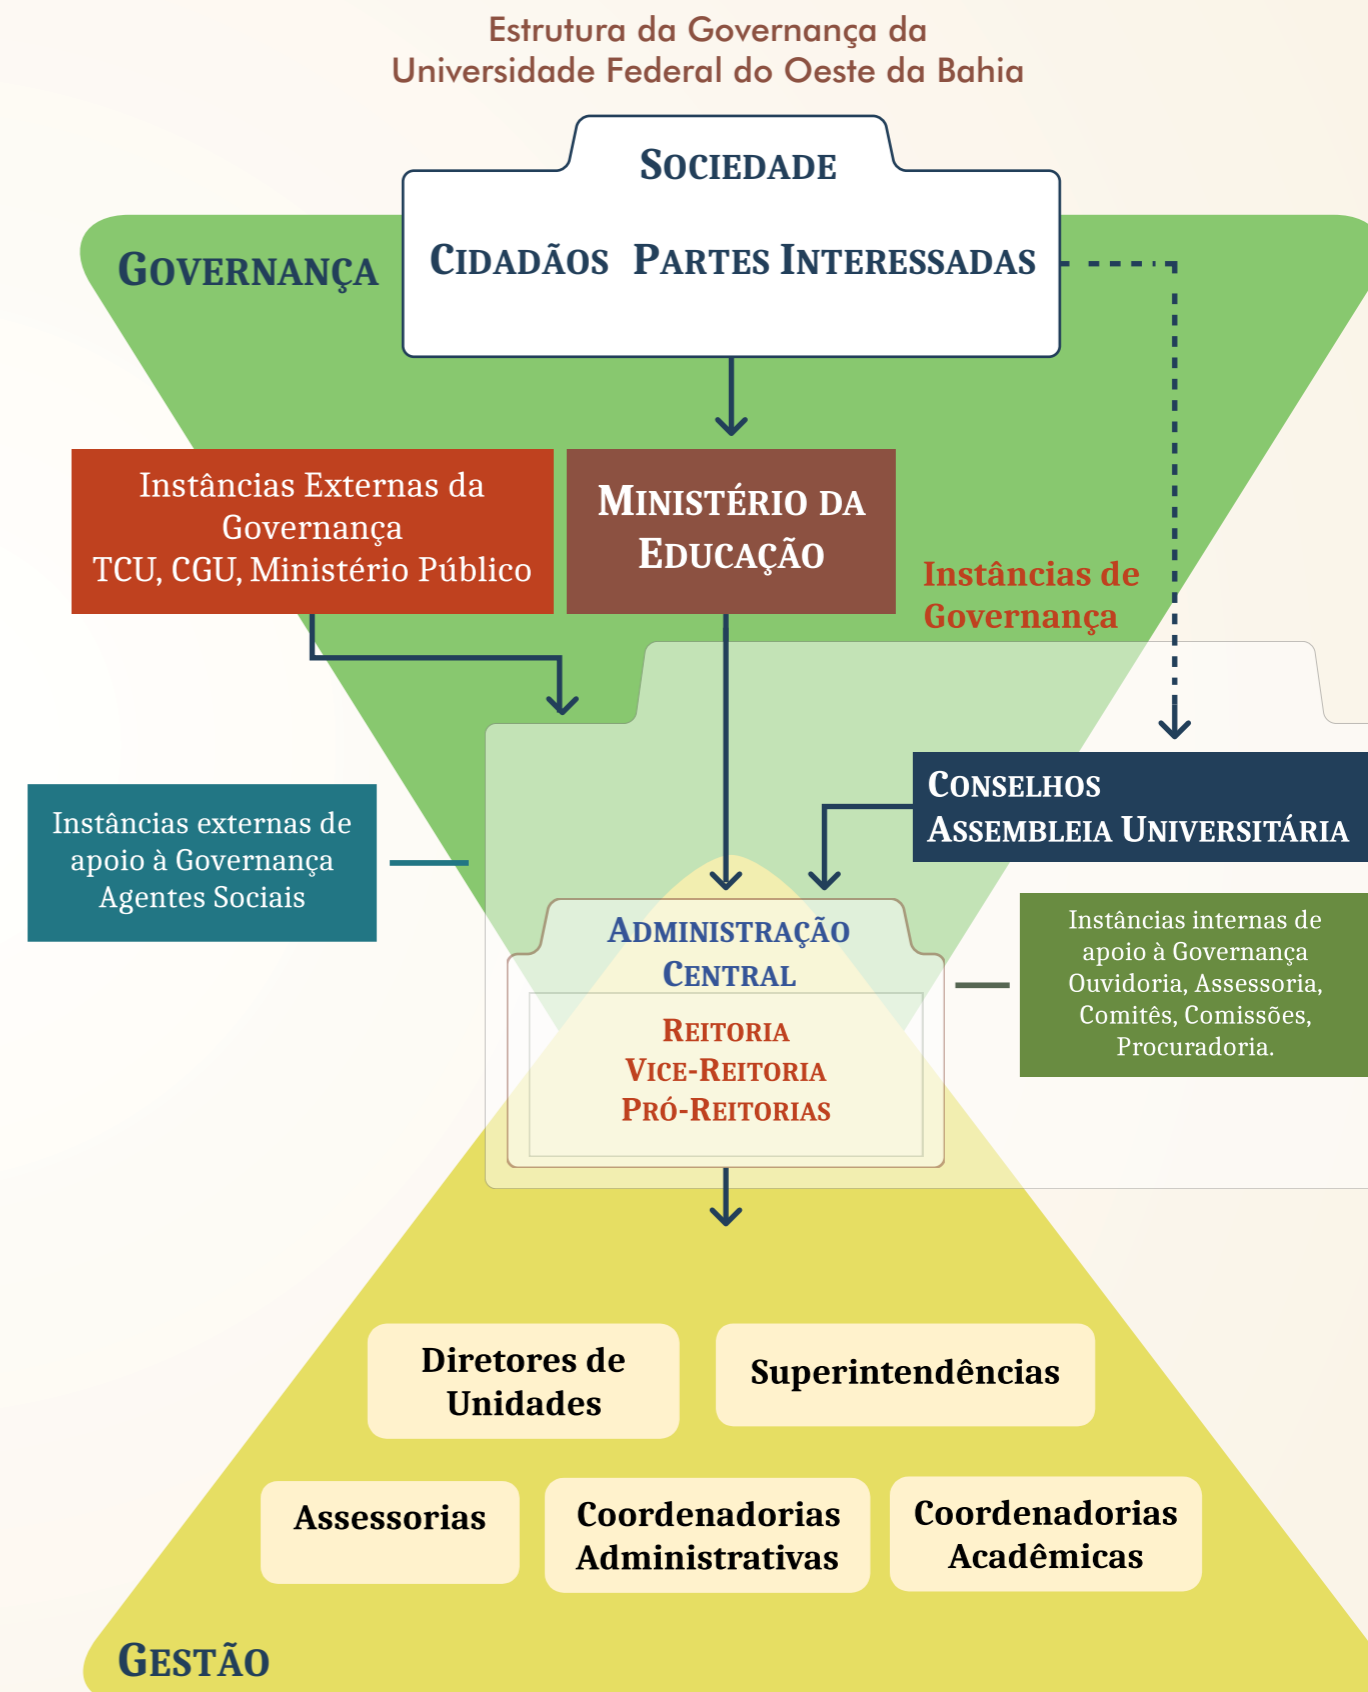 Estrutura da Governança da
Universidade Federal do Oeste da Bahia
SOCIEDADE
GOVERNANÇA
CIDADÃOS PARTES INTERESSADAS
Instâncias Externas da
Governança
TCU, CGU, Ministério Público
MINISTÉRIO DA
EDUCAÇÃO
Instâncias de
Governança
CONSELHOS
ASSEMBLEIA UNIVERSITÁRIA
Instâncias externas de
apoio à Governança
Agentes Sociais
ADMINISTRAÇÃO
CENTRAL
REITORIA
VICE-REITORIA
PRÓ-REITORIAS
Instâncias internas de
apoio à Governança
Ouvidoria, Assessoria,
Comitês, Comissões,
Procuradoria.
Diretores de
Unidades
Superintendências
Assessorias
Coordenadorias
Administrativas
Coordenadorias
Acadêmicas
GESTÃO